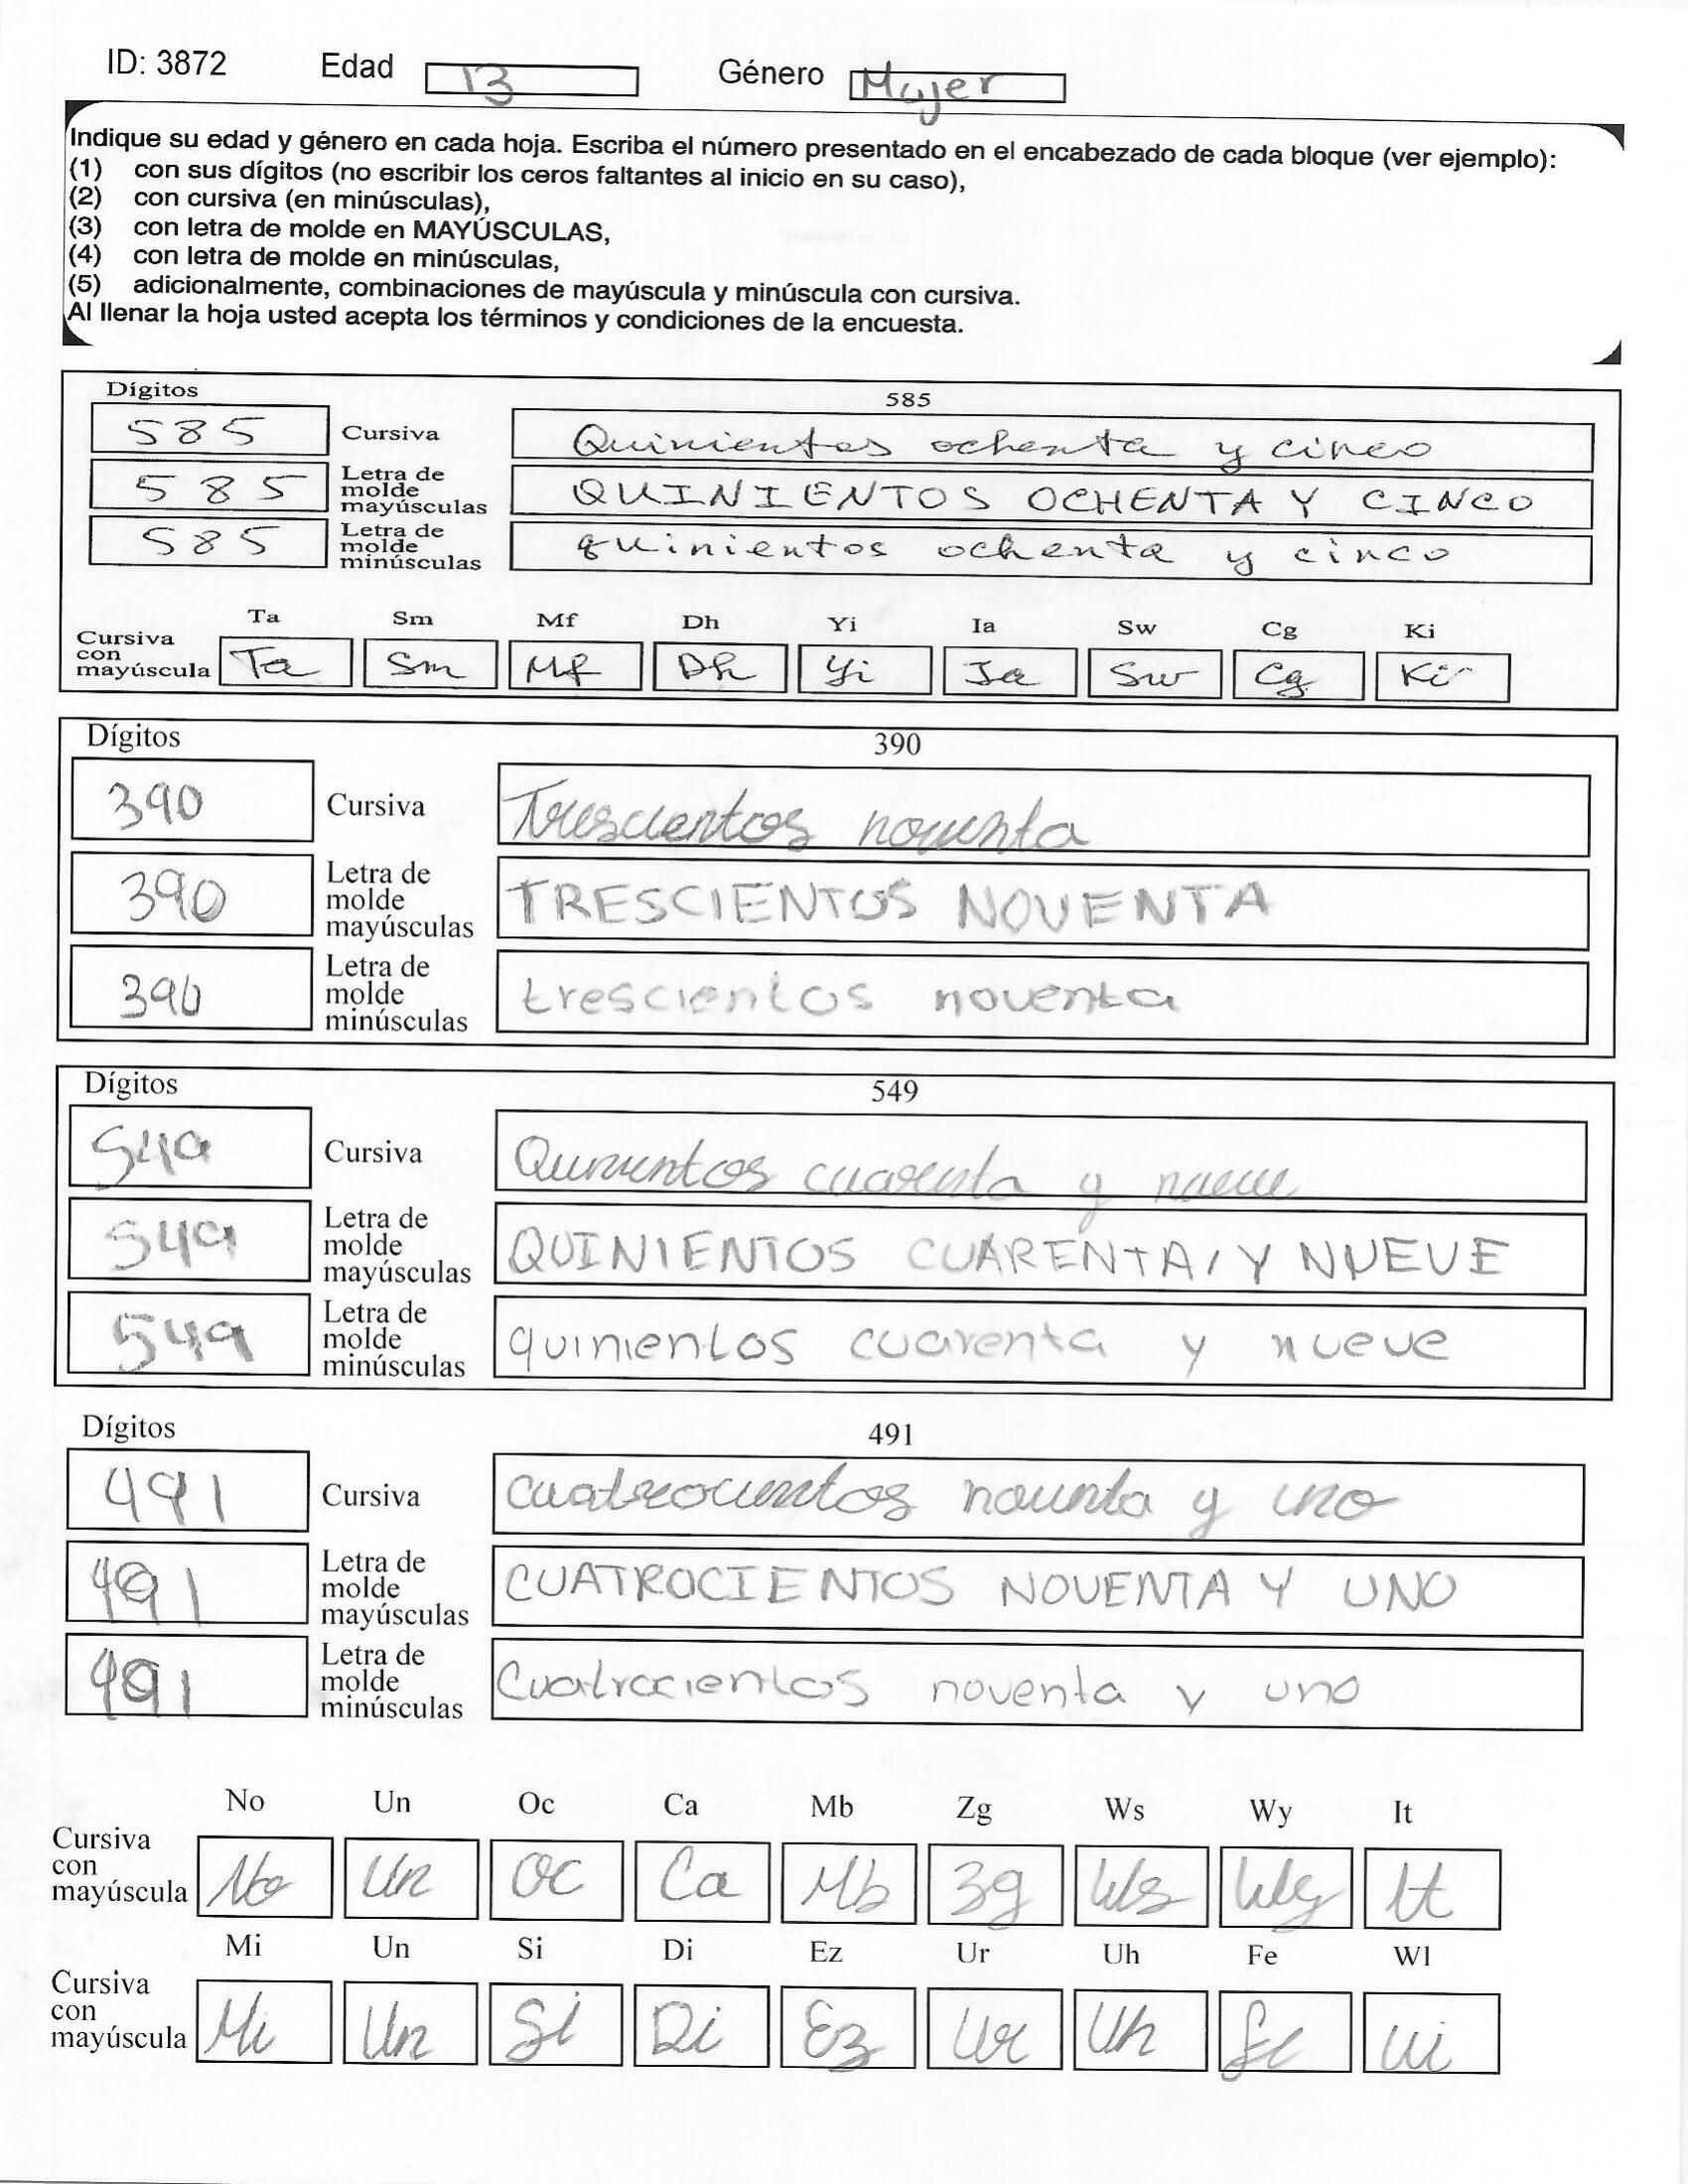 ID: 3872 Edad 13 Género Mujer
Indique su edad y género en cada hoja. Escriba el número presentado en el encabezado de cada bloque (ver ejemplo):
(1) con sus dígitos (no escribir los ceros faltantes al inicio en su caso),
(2) con cursiva (en minúsculas),
(3) con letra de molde en MAYÚSCULAS,
(4) con letra de molde en minúsculas,
(5) adicionalmente, combinaciones de mayúscula y minúscula con cursiva.
Al llenar la hoja usted acepta los términos y condiciones de la encuesta.
Dígitos 585
585 Cursiva Quinientos ochenta y cinco
585 Letra de molde mayúsculas QUINIENTOS OCHENTA Y CINCO
585 Letra de molde minúsculas quinientos ochenta y cinco
Ta Sm Mf Dh Yi Ia Sw Cg Ki
Cursiva con mayúscula Ta Sm Mf Dh Yi Ia Sw Cg Ki
Dígitos 390
390 Cursiva Trescientos noventa
390 Letra de molde mayúsculas TRESCIENTOS NOVENTA
390 Letra de molde minúsculas trescientos noventa
Dígitos 549
549 Cursiva Quinientos cuarenta y nueve
549 Letra de molde mayúsculas QUINIENTOS CUARENTA / Y NUEVE
549 Letra de molde minúsculas quinientos cuarenta y nueve
Dígitos 491
491 Cursiva cuatrocientos noventa y uno
491 Letra de molde mayúsculas CUATROCIENTOS NOVENTA Y UNO
491 Letra de molde minúsculas Cuatrocientos noventa y uno
No Un Oc Ca Mb Zg Ws Wy It
Cursiva con mayúscula No Un Oc Ca Mb Zg Ws Wy It
Mi Un Si Di Ez Ur Uh Fe Wl
Cursiva con mayúscula Mi Un Si Di Ez Ur Uh Fe Wi